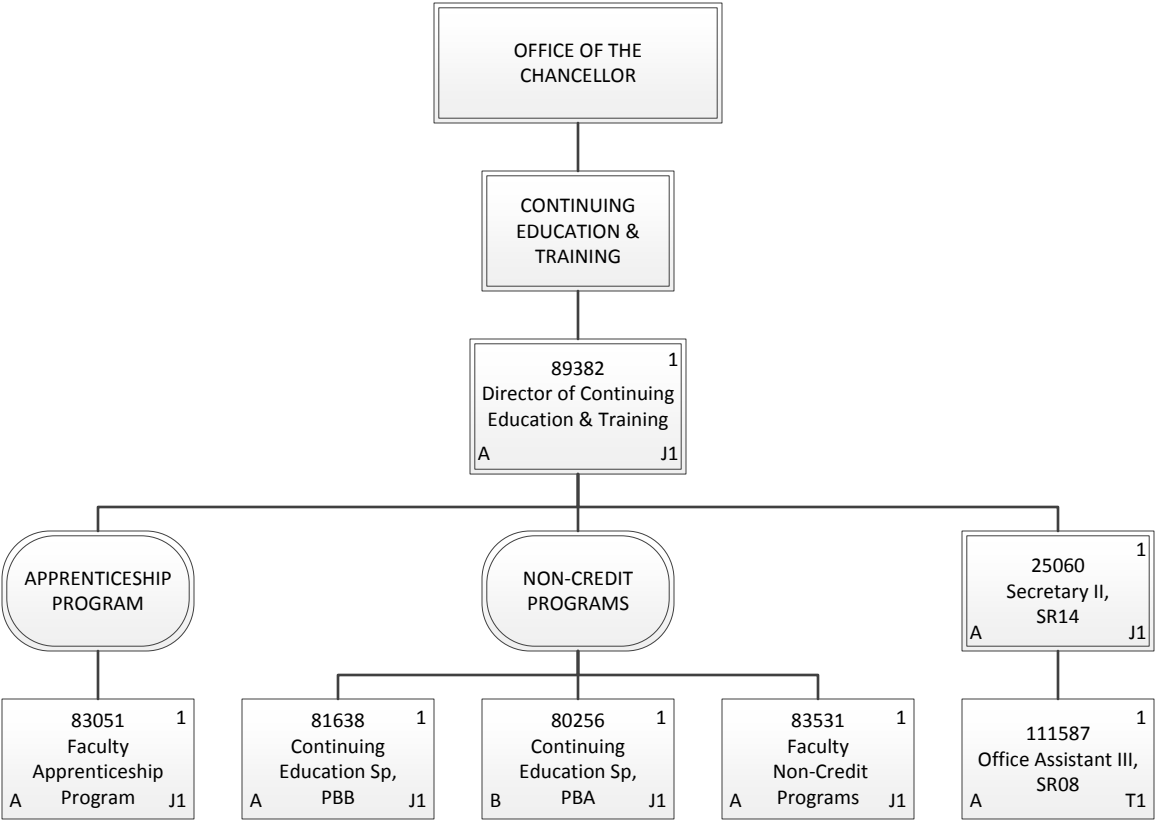 OFFICE OF THE
CHANCELLOR
CONTINUING
EDUCATION &
TRAINING
89382 1
Director of Continuing
Education & Training
A J1
APPRENTICESHIP
PROGRAM
NON-CREDIT
PROGRAMS
25060 1
Secretary II,
SR14
A J1
83051 1
Faculty
Apprenticeship
Program
A J1
81638 1
Continuing
Education Sp,
PBB
A J1
80256 1
Continuing
Education Sp,
PBA
B J1
83531 1
Faculty
Non-Credit
Programs
A J1
111587 1
Office Assistant III,
SR08
A T1